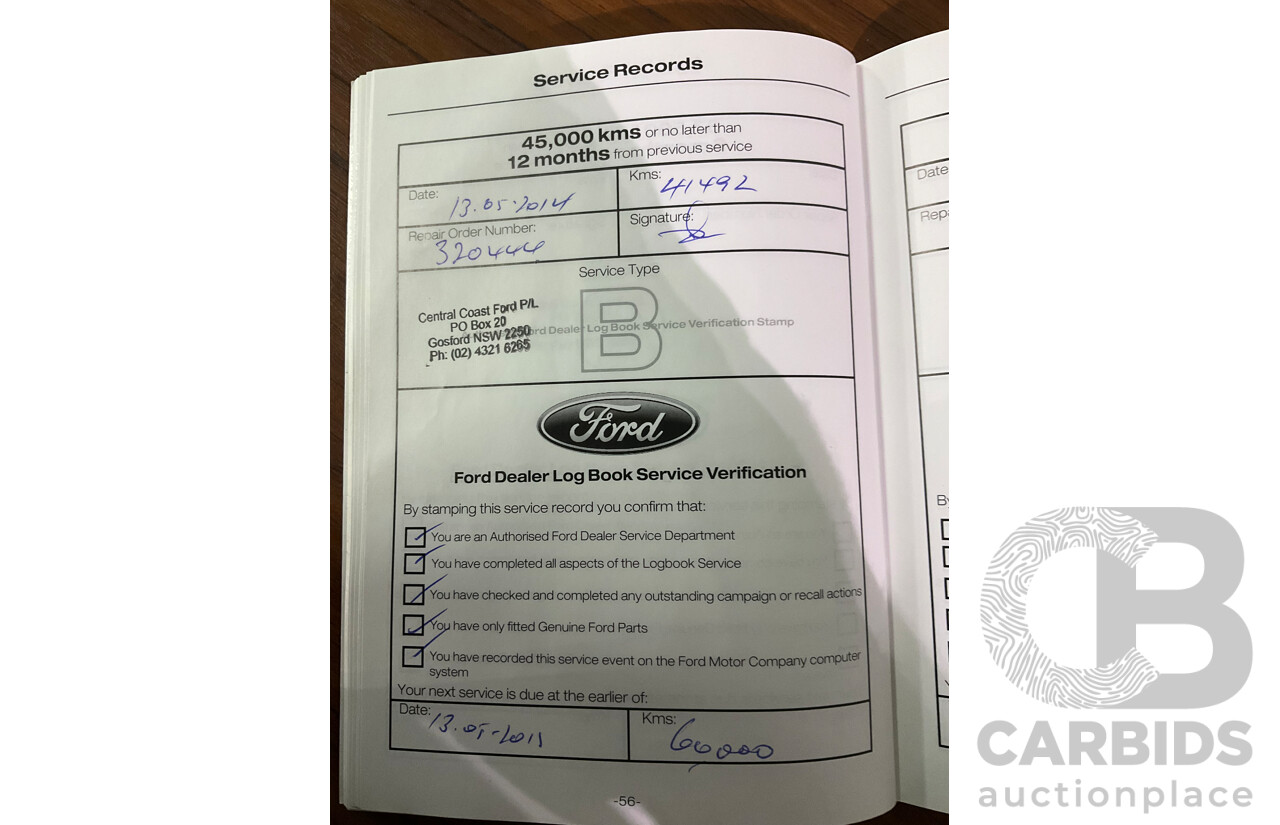 Service Records
45,000 kms or no later than
12 months from previous service
Date: 13.05.2014
Kms: 41492
Repair Order Number: 320444
Signature:
Service Type
B
Ford Dealer Log Book Service Verification Stamp
Central Coast Ford P/L
PO Box 20
Gosford NSW 2250
Ph: (02) 4321 6265
Ford
Ford Dealer Log Book Service Verification
By stamping this service record you confirm that:
You are an Authorised Ford Dealer Service Department
You have completed all aspects of the Logbook Service
You have checked and completed any outstanding campaign or recall actions
You have only fitted Genuine Ford Parts
You have recorded this service event on the Ford Motor Company computer
system
Your next service is due at the earlier of:
Date:
Kms: 60,000
-56-
Date
Rep
B
CB
CARBIDS
auctionplace